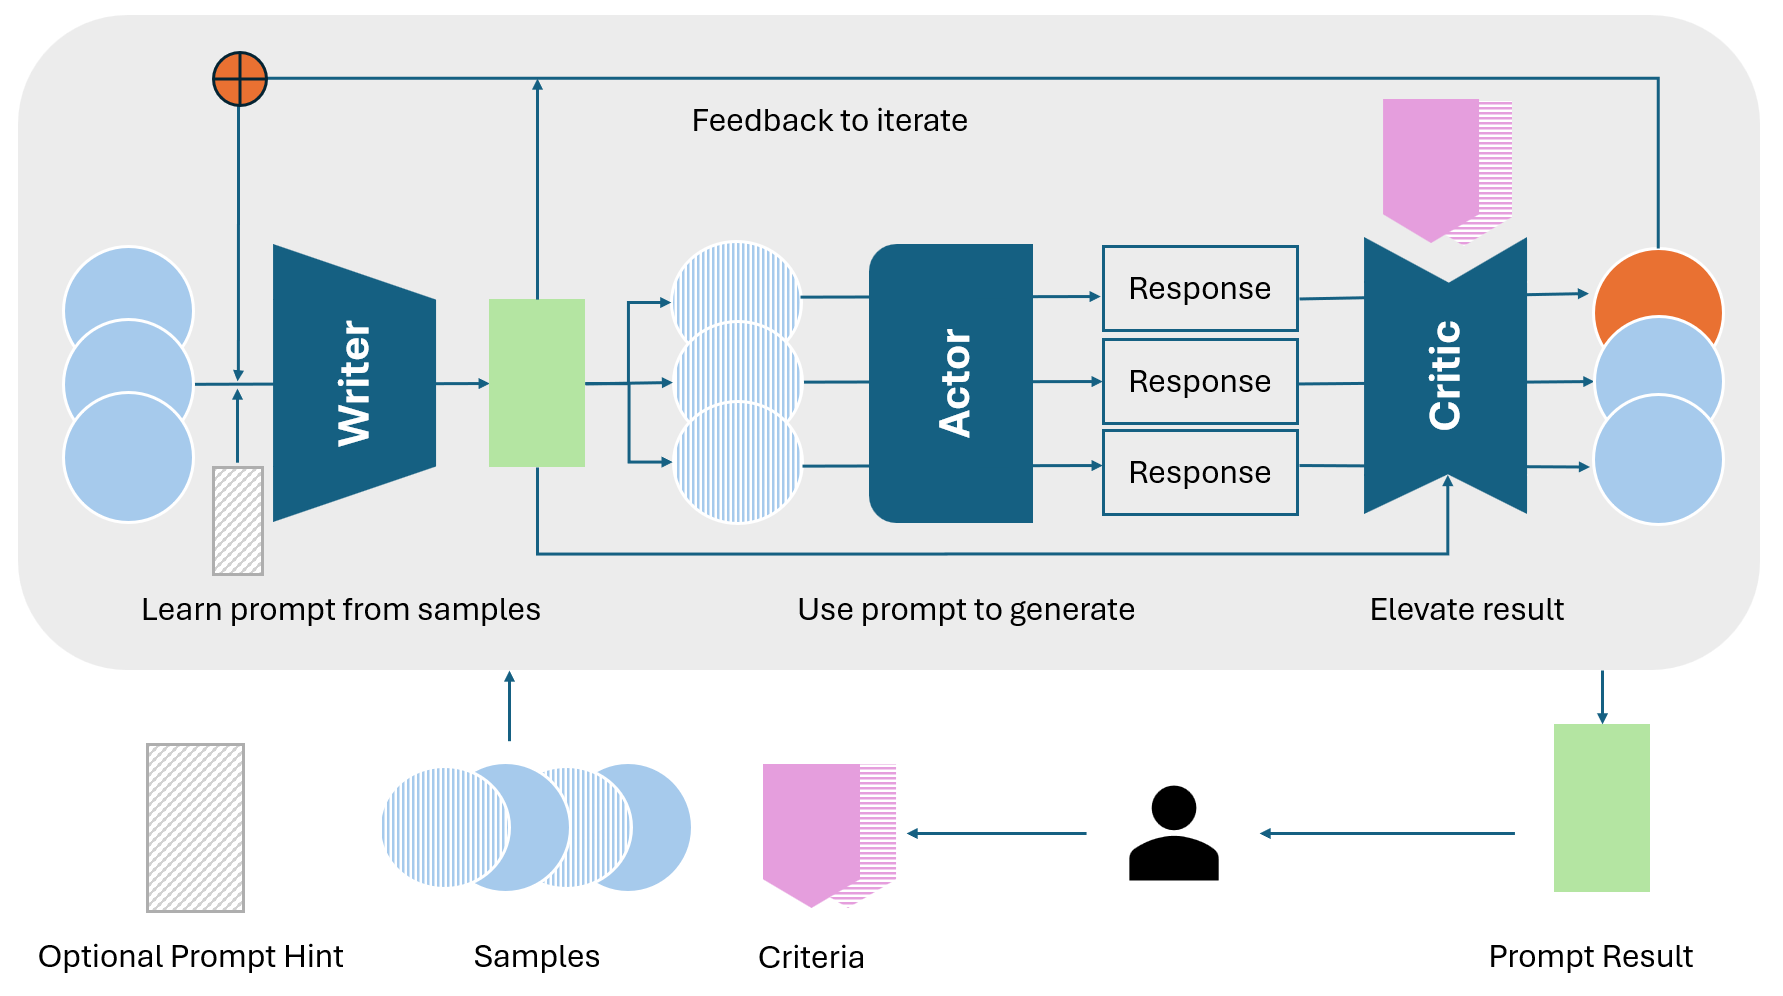 Feedback to iterate
Writer
Actor
Response
Response
Response
Critic
Learn prompt from samples
Use prompt to generate
Elevate result
Optional Prompt Hint
Samples
Criteria
Prompt Result